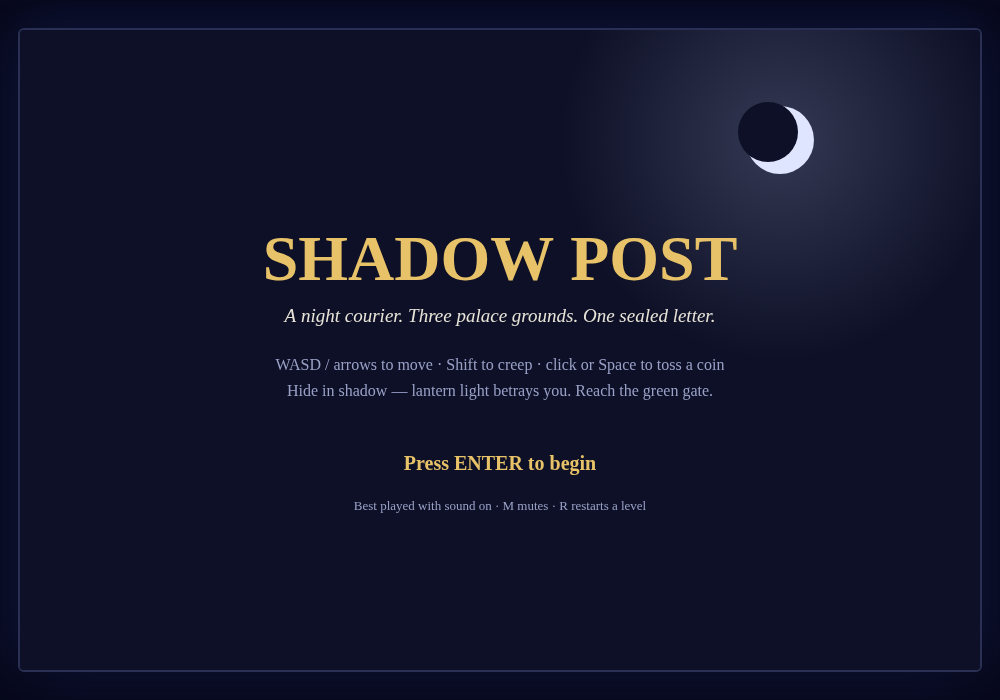 SHADOW POST
A night courier. Three palace grounds. One sealed letter.
WASD / arrows to move · Shift to creep · click or Space to toss a coin
Hide in shadow — lantern light betrays you. Reach the green gate.
Press ENTER to begin
Best played with sound on · M mutes · R restarts a level